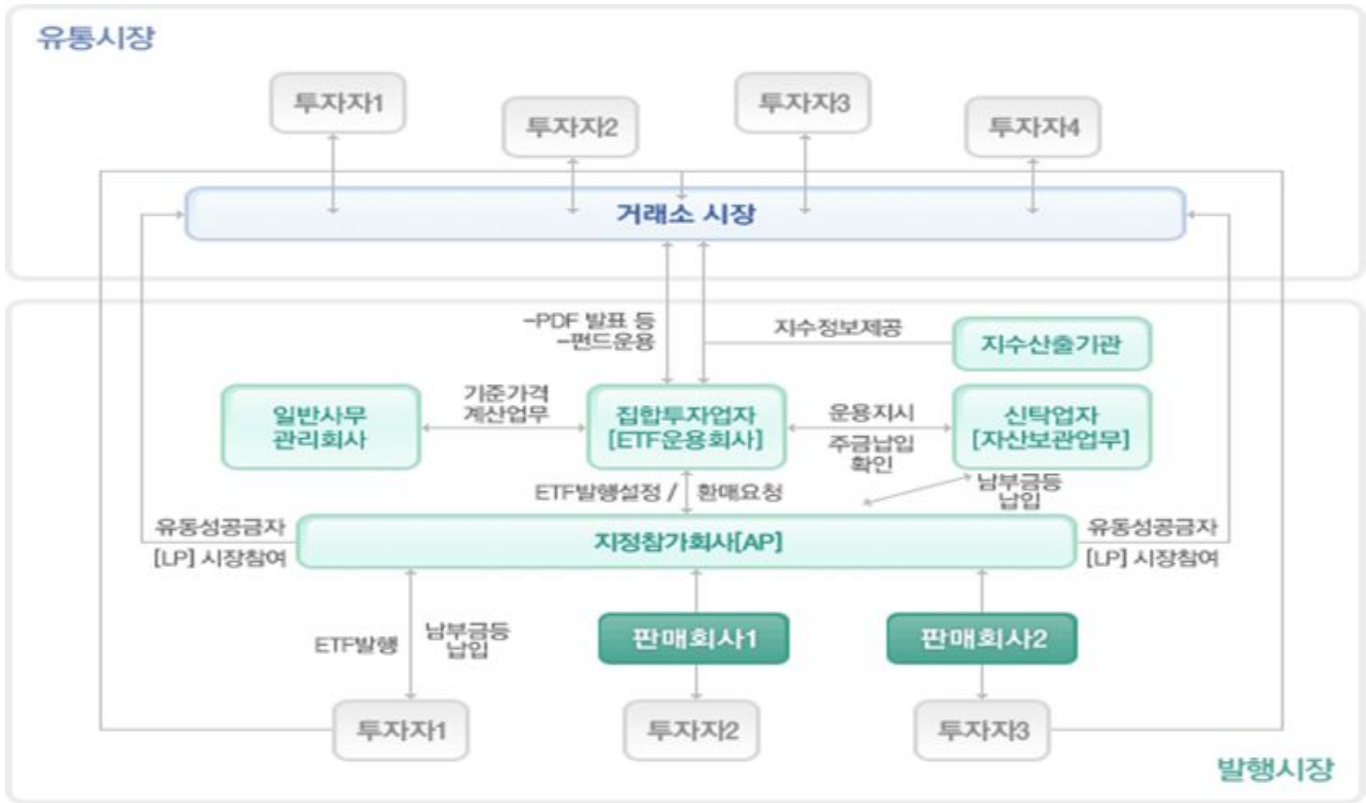 유통시장
투자자1
투자자2
투자자3
투자자4
거래소 시장
-PDF 발표 등
-펀드운용
지수정보제공
지수산출기관
일반사무
관리회사
기준가격
계산업무
집합투자업자
[ETF운용회사]
운용지시
주금납입
확인
신탁업자
[자산보관업무]
ETF발행설정 /
환매요청
납부금등
납입
유동성공급자
[LP] 시장참여
지정참가회사[AP]
유동성공급자
[LP] 시장참여
ETF발행
납부금등
납입
판매회사1
판매회사2
투자자1
투자자2
투자자3
발행시장